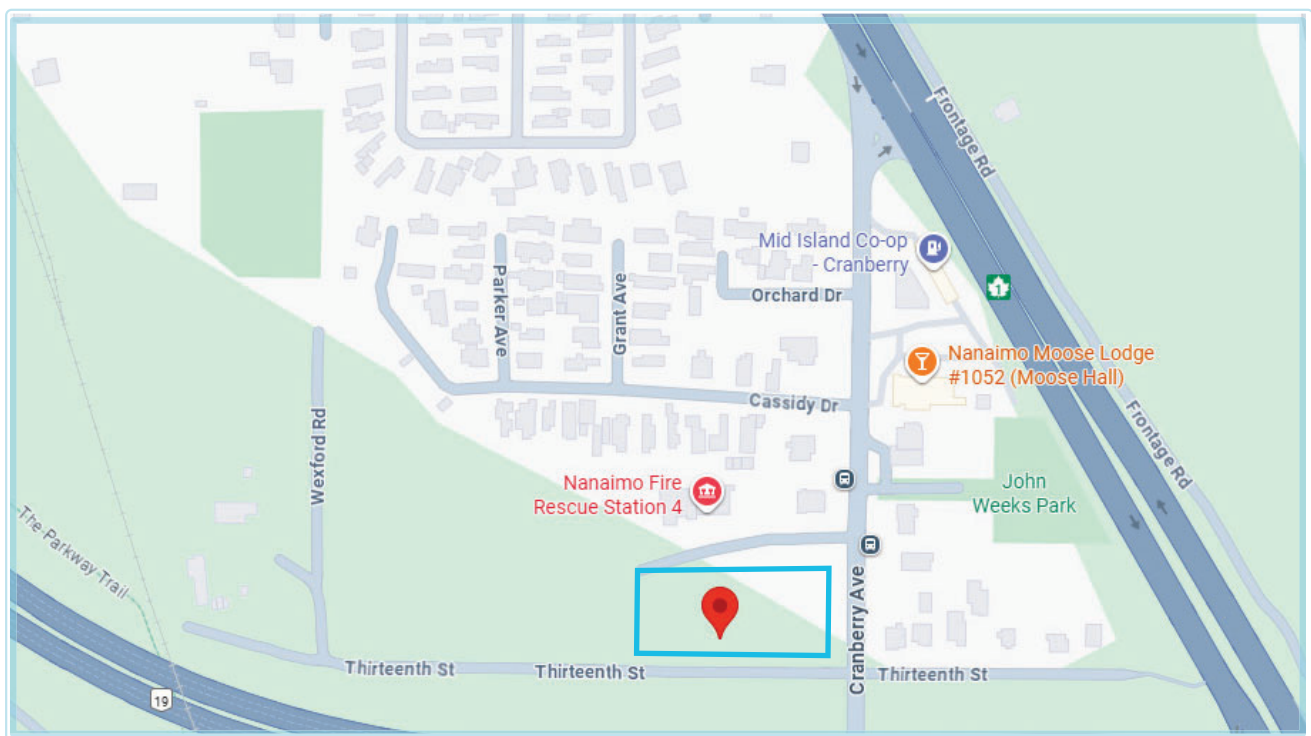 Frontage Rd
Mid Island Co-op
- Cranberry
1
Parker Ave
Grant Ave
Orchard Dr
Nanaimo Moose Lodge
#1052 (Moose Hall)
Cassidy Dr
Frontage Rd
Wexford Rd
Nanaimo Fire
Rescue Station 4
John
Weeks Park
The Parkway Trail
Cranberry Ave
Thirteenth St
Thirteenth St
Thirteenth St
19